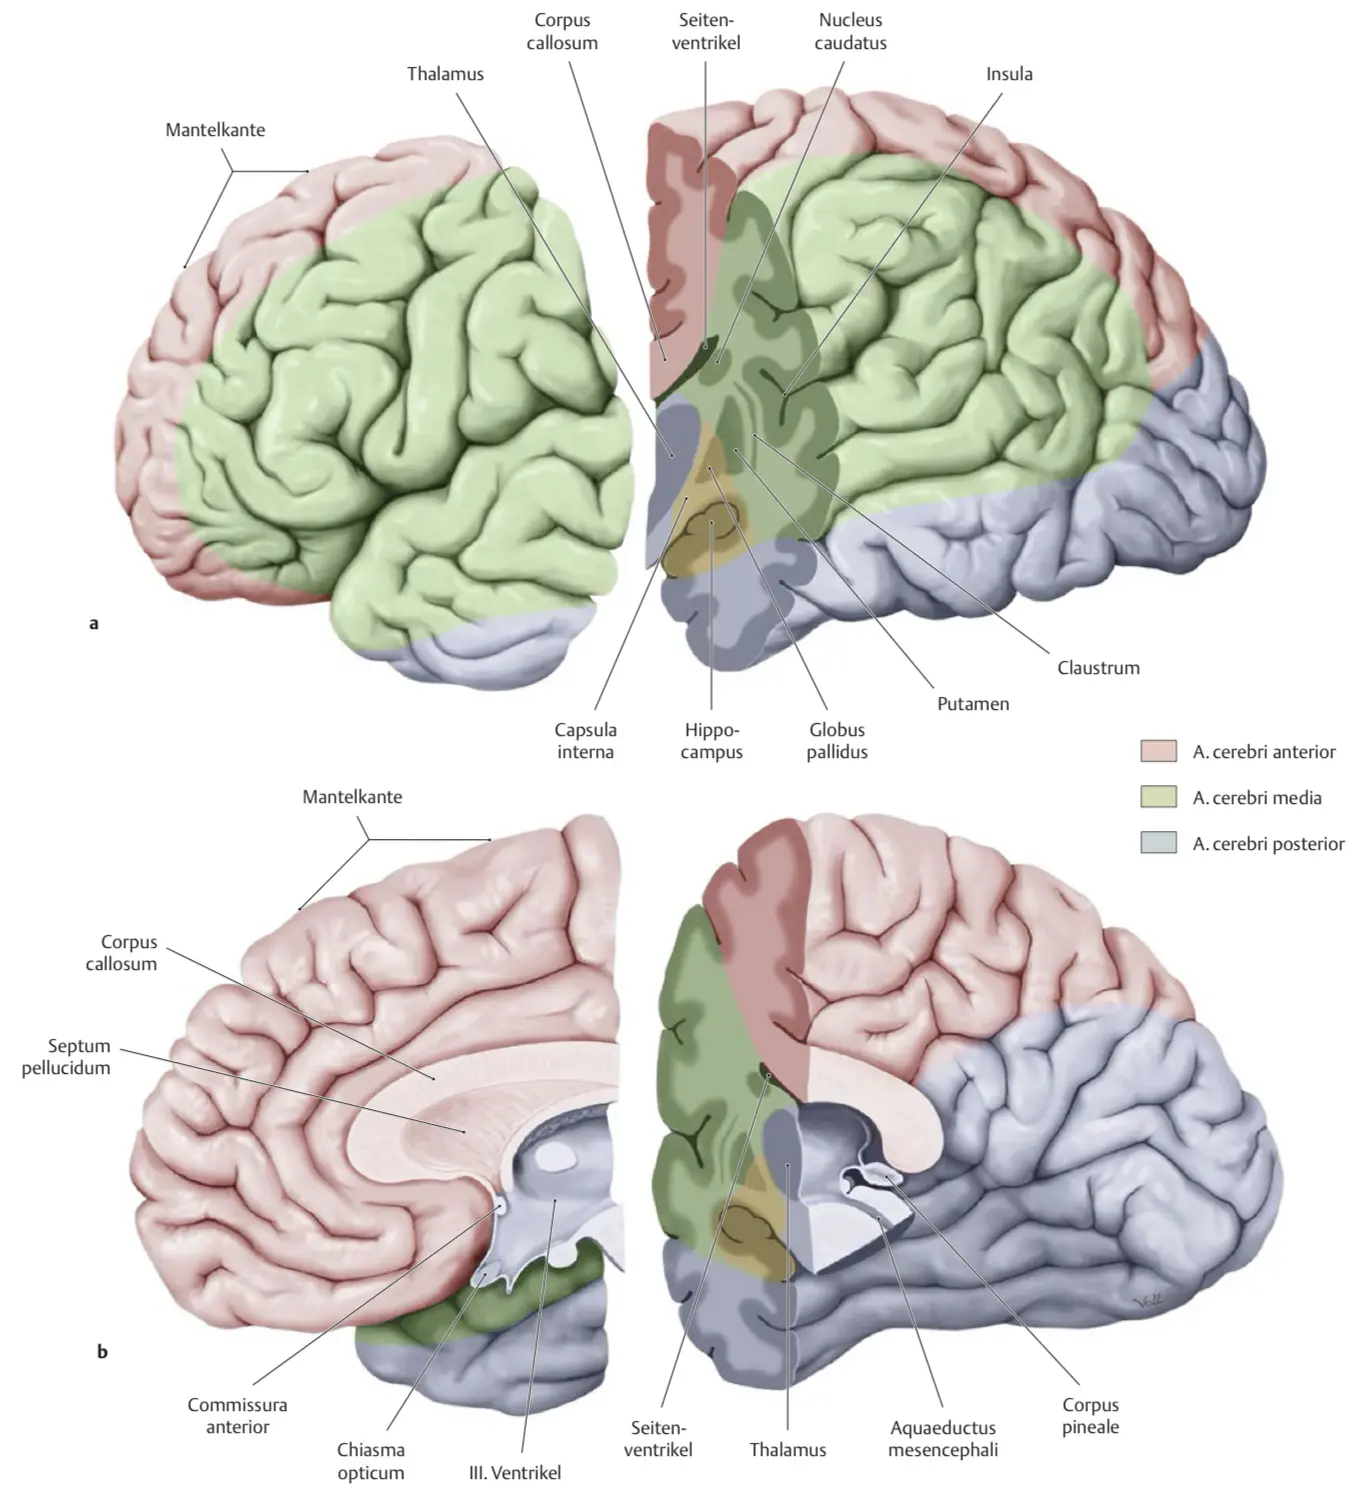 Corpus
callosum
Seiten-
ventrikel
Nucleus
caudatus
Thalamus
Insula
Mantelkante
a
Claustrum
Putamen
Capsula
interna
Hippo-
campus
Globus
pallidus
A. cerebri anterior
A. cerebri media
A. cerebri posterior
Mantelkante
Corpus
callosum
Septum
pellucidum
Voll
b
Commissura
anterior
Chiasma
opticum
III. Ventrikel
Seiten-
ventrikel
Thalamus
Aquaeductus
mesencephali
Corpus
pineale